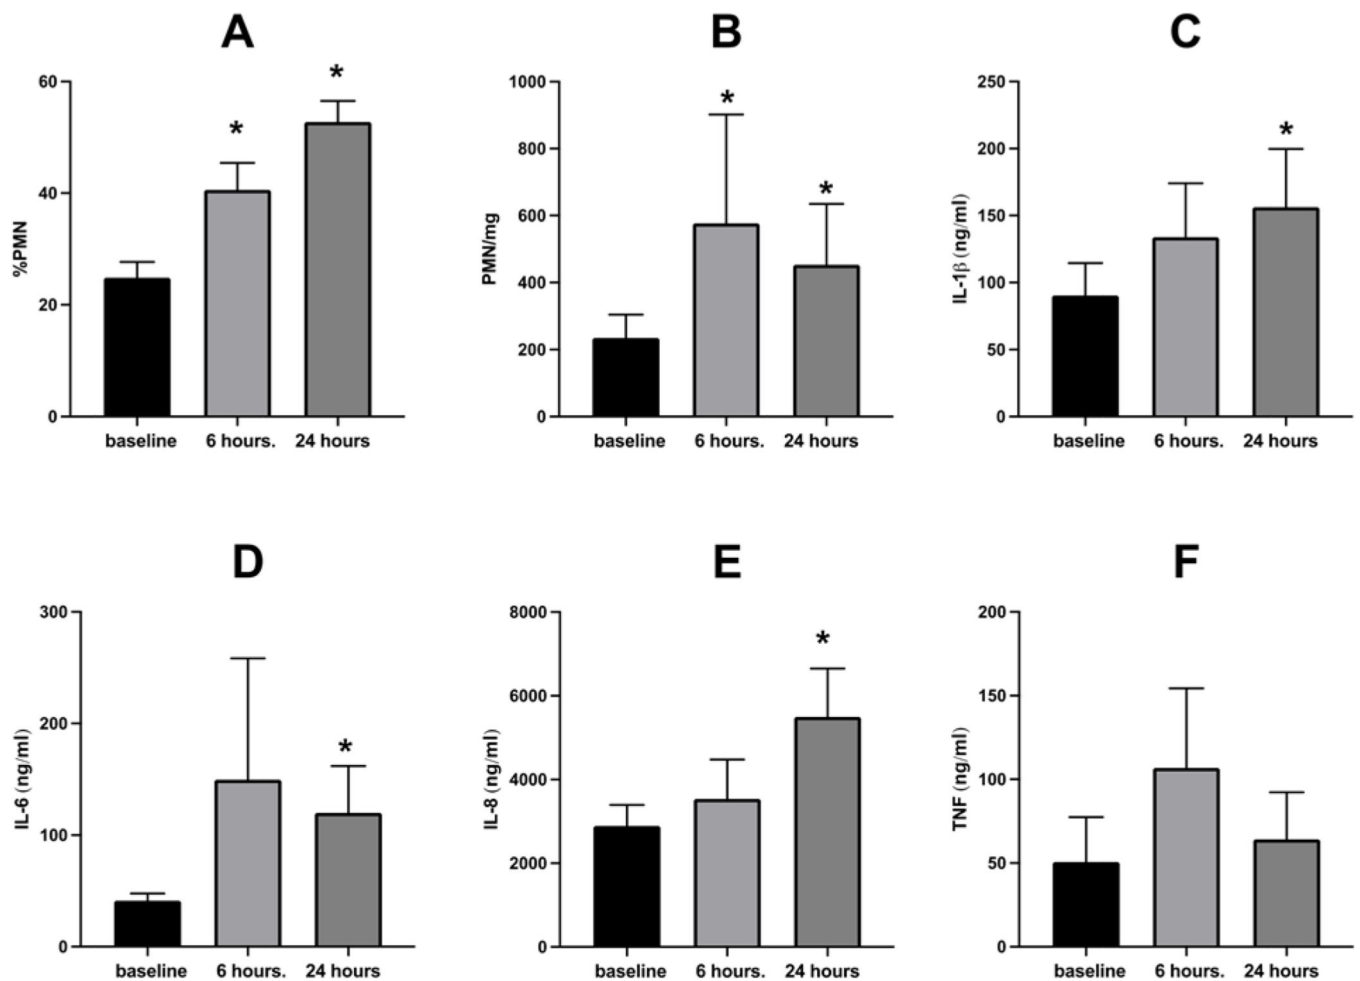 A
%PMN
60
40
20
0
*
*
baseline
6 hours.
24 hours
B
PMN/mg
1000
800
600
400
200
0
*
*
baseline
6 hours.
24 hours
C
IL-1β (ng/ml)
250
200
150
100
50
0
*
baseline
6 hours.
24 hours
D
IL-6 (ng/ml)
300
200
100
0
*
baseline
6 hours.
24 hours
E
IL-8 (ng/ml)
8000
6000
4000
2000
0
*
baseline
6 hours.
24 hours
F
TNF (ng/ml)
200
150
100
50
0
baseline
6 hours.
24 hours